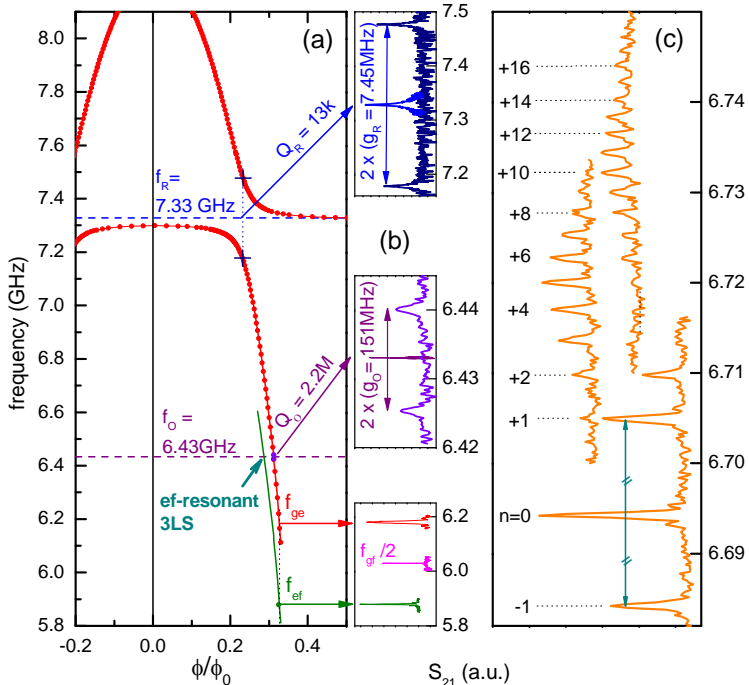 (a)
8.0
7.8
7.6
7.4
7.2
7.0
6.8
6.6
6.4
6.2
6.0
5.8
frequency (GHz)
f_R =
7.33 GHz
Q_R = 13k
f_O =
6.43GHz
Q_O = 2.2M
ef-resonant
3LS
f_ge
f_ef
-0.2
0.0
0.2
0.4
ϕ/ϕ_0
7.5
7.4
7.3
7.2
2 x (g_R = 7.45MHz)
(b)
6.44
6.43
6.42
2 x (g_O = 151MHz)
6.2
6.0
5.8
f_gf /2
S_21 (a.u.)
(c)
+16
+14
+12
+10
+8
+6
+4
+2
+1
n=0
-1
6.74
6.73
6.72
6.71
6.70
6.69